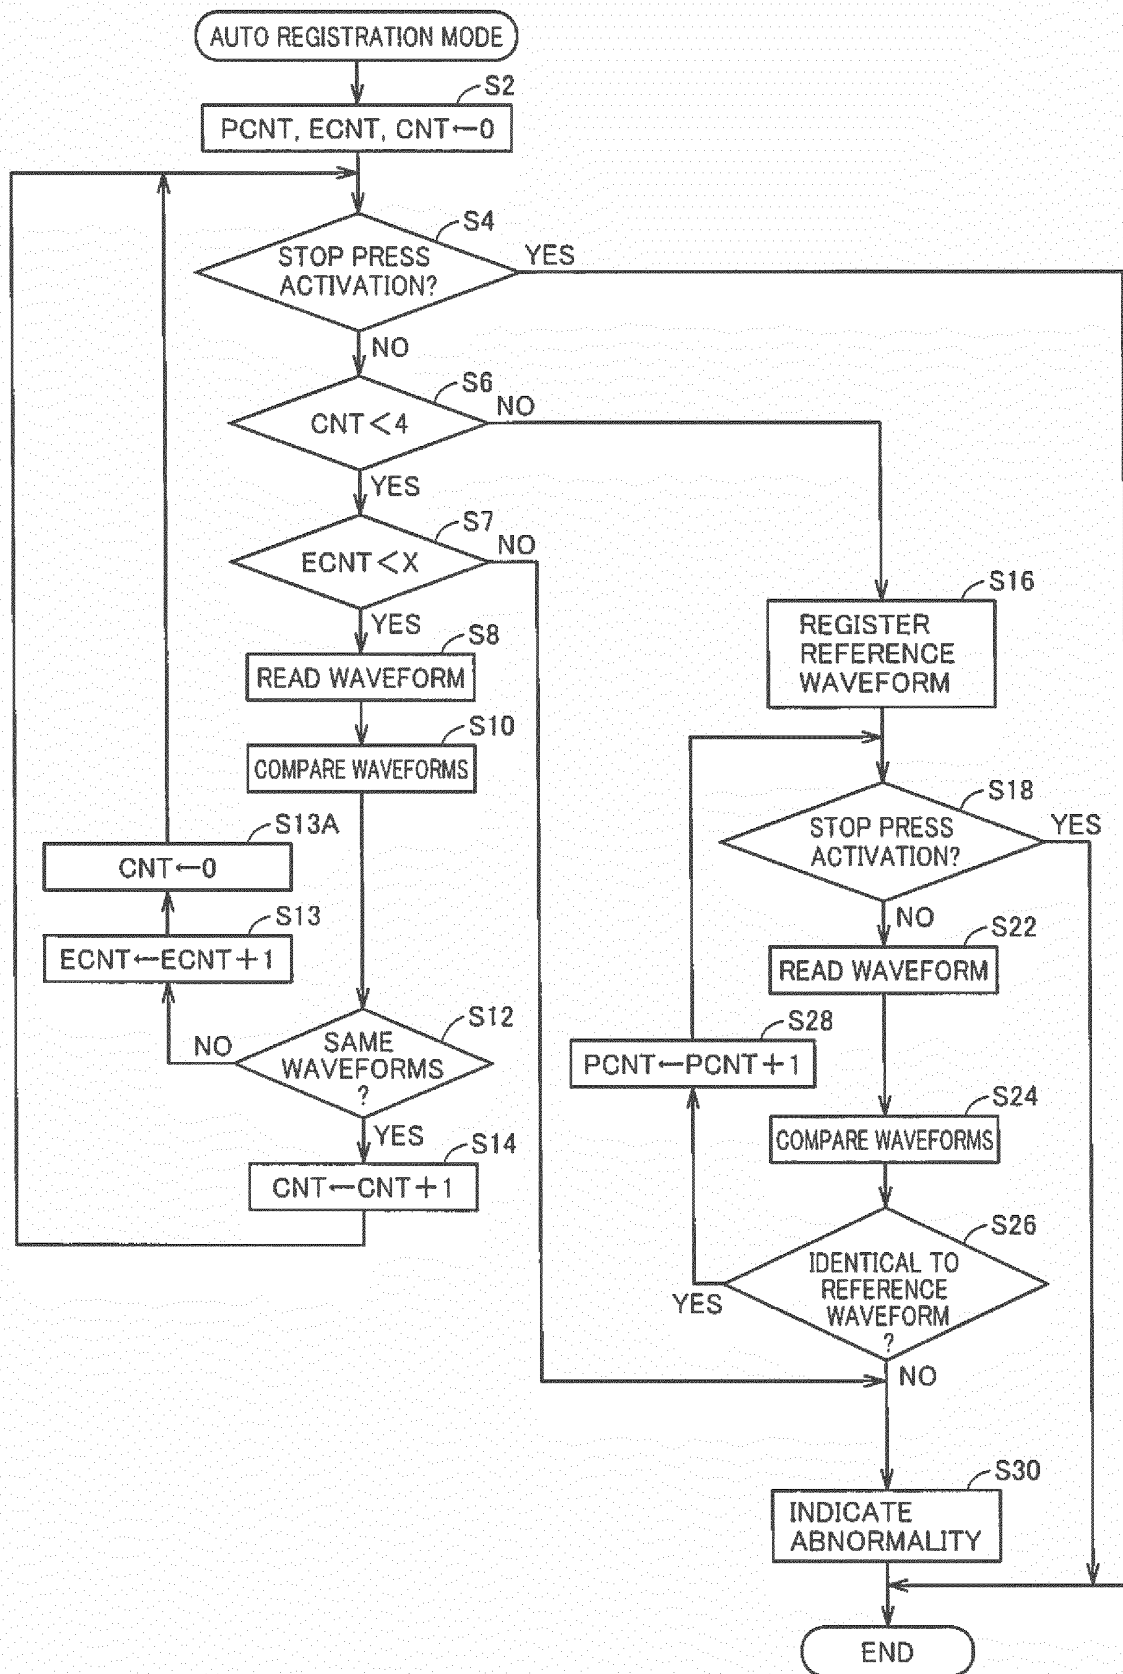 AUTO REGISTRATION MODE
S2
PCNT, ECNT, CNT←0
S4
STOP PRESS
ACTIVATION?
YES
NO
S6
CNT<4
NO
YES
S7
ECNT<X
NO
YES
S8
READ WAVEFORM
S10
COMPARE WAVEFORMS
S13A
CNT←0
S13
ECNT←ECNT+1
S12
SAME
WAVEFORMS
?
NO
YES
S14
CNT←CNT+1
S16
REGISTER
REFERENCE
WAVEFORM
S18
STOP PRESS
ACTIVATION?
YES
NO
S22
READ WAVEFORM
S28
PCNT←PCNT+1
S24
COMPARE WAVEFORMS
S26
IDENTICAL TO
REFERENCE
WAVEFORM
?
YES
NO
S30
INDICATE
ABNORMALITY
END